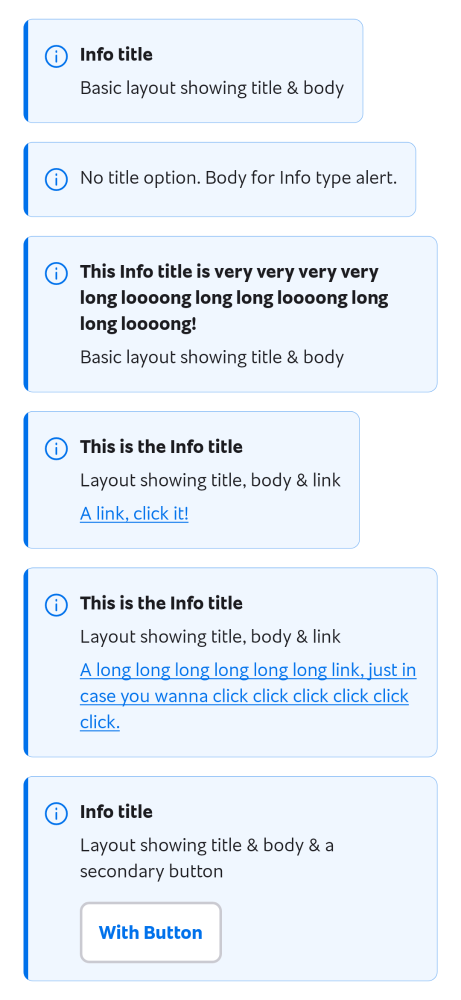 Info title
Basic layout showing title & body
No title option. Body for Info type alert.
This Info title is very very very very
long loooong long long loooong long
long loooong!
Basic layout showing title & body
This is the Info title
Layout showing title, body & link
A link, click it!
This is the Info title
Layout showing title, body & link
A long long long long long long link, just in
case you wanna click click click click click
click.
Info title
Layout showing title & body & a
secondary button
With Button